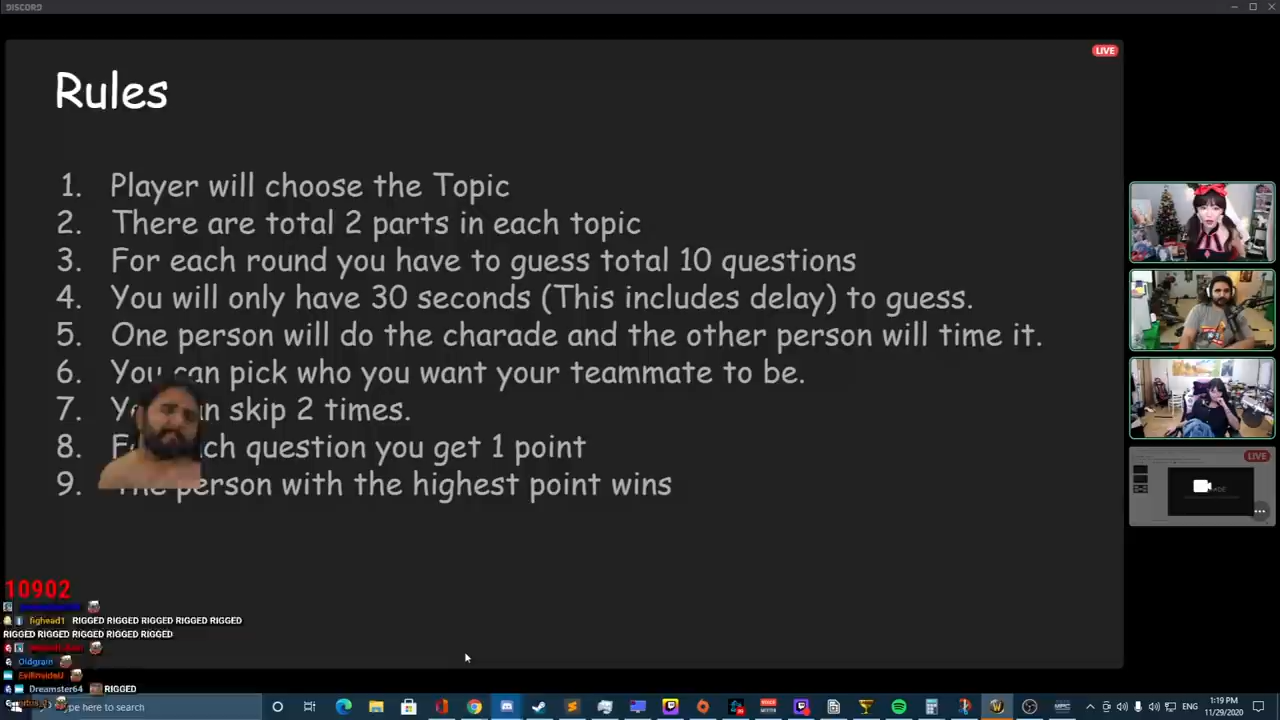 DISCORD
LIVE
Rules
1. Player will choose the Topic
2. There are total 2 parts in each topic
3. For each round you have to guess total 10 questions
4. You will only have 30 seconds (This includes delay) to guess.
5. One person will do the charade and the other person will time it.
6. You can pick who you want your teammate to be.
7. skip 2 times.
8. question you get 1 point
9. person with the highest point wins
LIVE
10902
fighead1 RIGGED RIGGED RIGGED RIGGED RIGGED
RIGGED RIGGED RIGGED RIGGED RIGGED
Oldgrain
Dreamster64 RIGGED
pe here to search
ENG
1:19 PM
11/29/2020